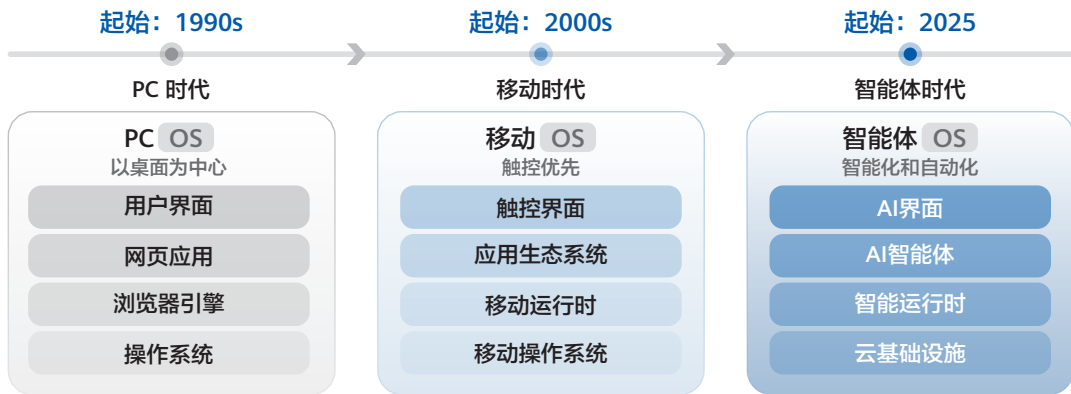 起始：1990s
起始：2000s
起始：2025
PC 时代
移动时代
智能体时代
PC OS
以桌面为中心
用户界面
网页应用
浏览器引擎
操作系统
移动 OS
触控优先
触控界面
应用生态系统
移动运行时
移动操作系统
智能体 OS
智能化和自动化
AI界面
AI智能体
智能运行时
云基础设施